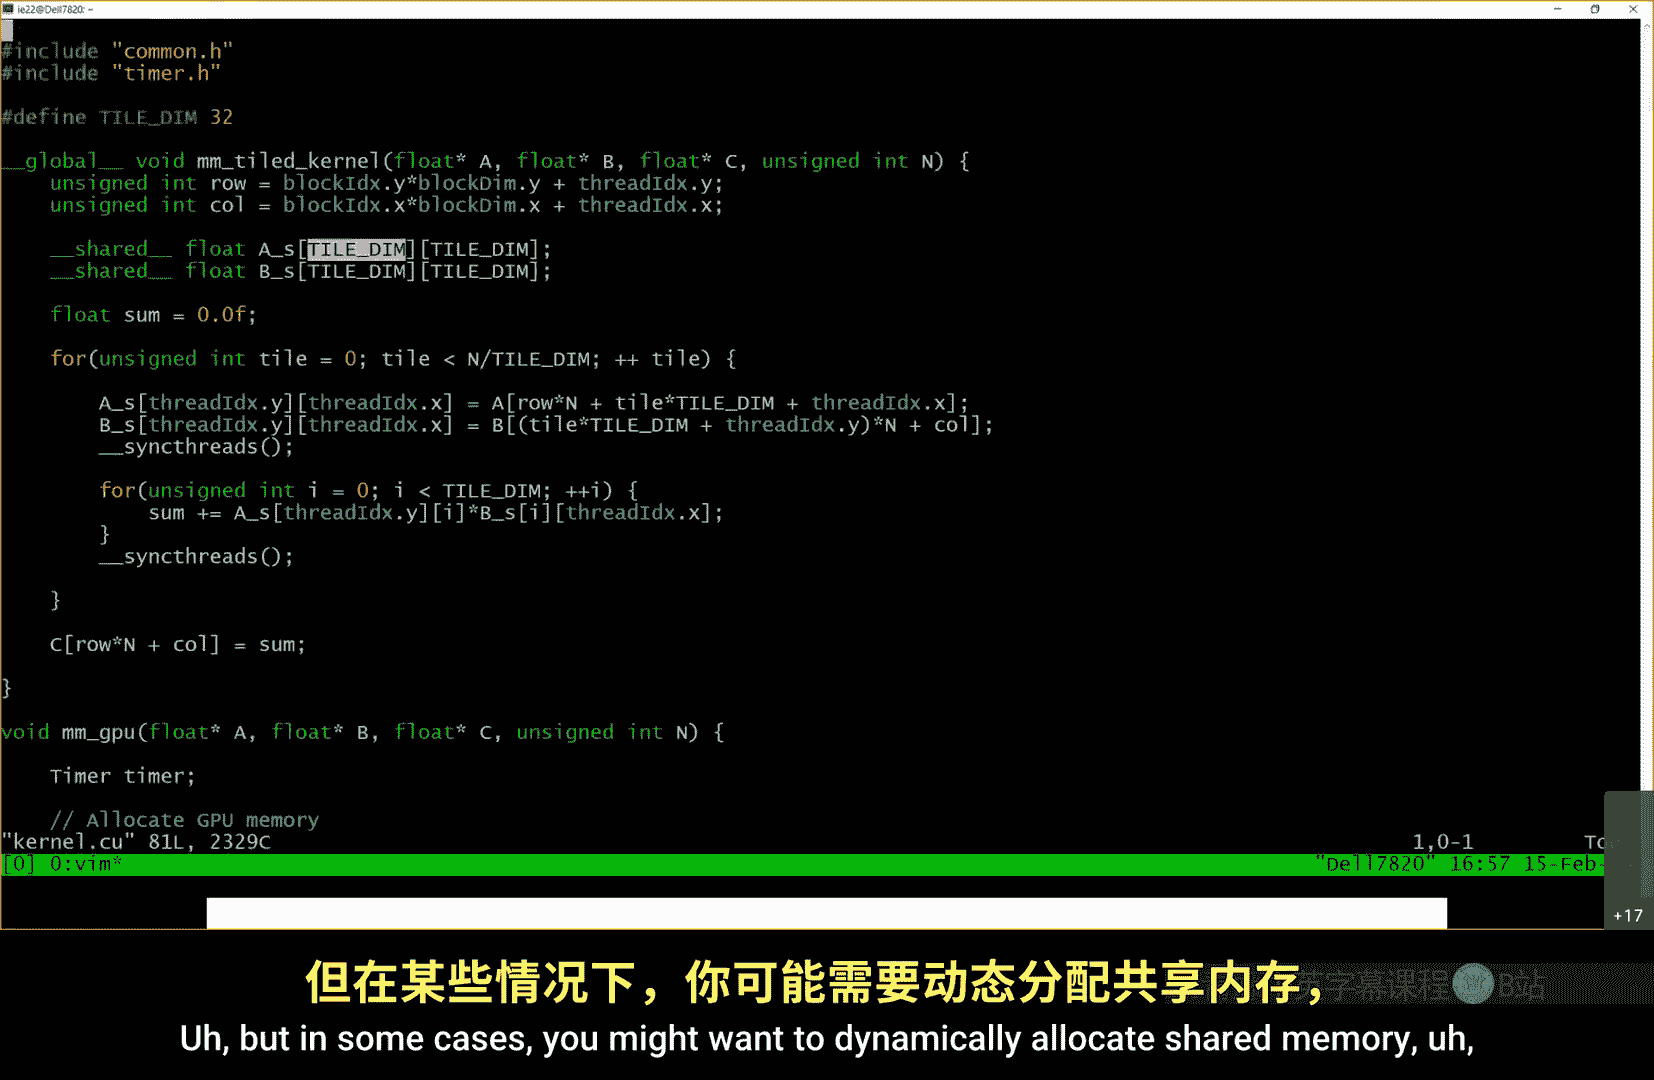 ie22@Dell7820: ~
#include "common.h"
#include "timer.h"
#define TILE_DIM 32
__global__ void mm_tiled_kernel(float* A, float* B, float* C, unsigned int N) {
    unsigned int row = blockIdx.y*blockDim.y + threadIdx.y;
    unsigned int col = blockIdx.x*blockDim.x + threadIdx.x;
    __shared__ float A_s[TILE_DIM][TILE_DIM];
    __shared__ float B_s[TILE_DIM][TILE_DIM];
    float sum = 0.0f;
    for(unsigned int tile = 0; tile < N/TILE_DIM; ++ tile) {
        A_s[threadIdx.y][threadIdx.x] = A[row*N + tile*TILE_DIM + threadIdx.x];
        B_s[threadIdx.y][threadIdx.x] = B[(tile*TILE_DIM + threadIdx.y)*N + col];
        __syncthreads();
        for(unsigned int i = 0; i < TILE_DIM; ++i) {
            sum += A_s[threadIdx.y][i]*B_s[i][threadIdx.x];
        }
        __syncthreads();
    }
    C[row*N + col] = sum;
}
void mm_gpu(float* A, float* B, float* C, unsigned int N) {
    Timer timer;
    // Allocate GPU memory
"kernel.cu" 81L, 2329C 1,0-1
[0] 0:vim* "Dell7820" 16:57 15-Feb-
+17
但在某些情况下，你可能需要动态分配共享内存，
字幕课程 B站
Uh, but in some cases, you might want to dynamically allocate shared memory, uh,